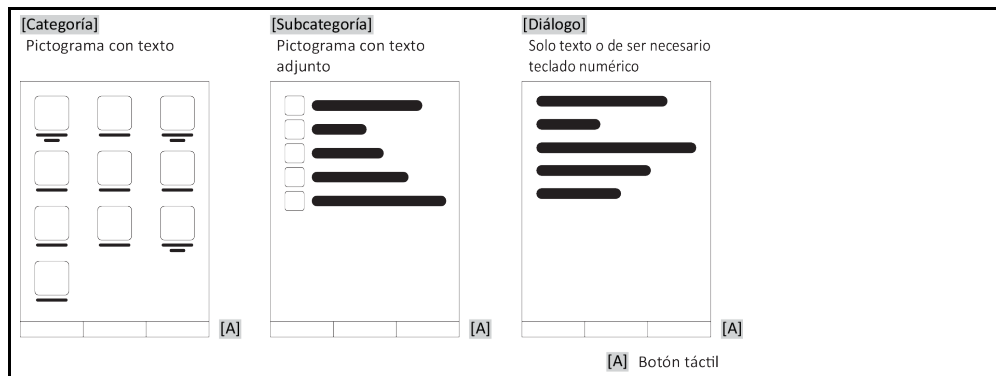 [Categoría]
Pictograma con texto
[Subcategoría]
Pictograma con texto
adjunto
[Diálogo]
Solo texto o de ser necesario
teclado numérico
[A]
[A]
[A]
[A] Botón táctil